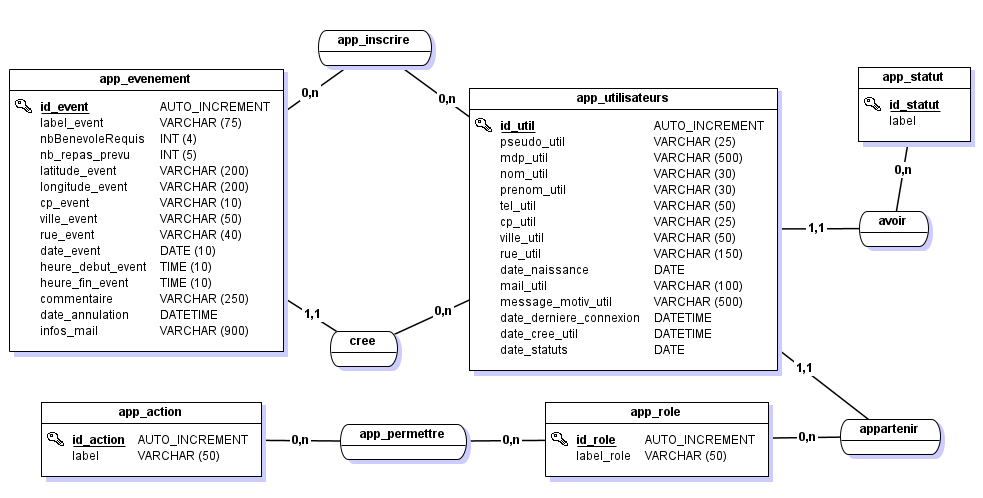 app_inscrire
0,n
0,n
app_evenement
id_event AUTO_INCREMENT
label_event VARCHAR (75)
nbBenevoleRequis INT (4)
nb_repas_prevu INT (5)
latitude_event VARCHAR (200)
longitude_event VARCHAR (200)
cp_event VARCHAR (10)
ville_event VARCHAR (50)
rue_event VARCHAR (40)
date_event DATE (10)
heure_debut_event TIME (10)
heure_fin_event TIME (10)
commentaire VARCHAR (250)
date_annulation DATETIME
infos_mail VARCHAR (900)
app_utilisateurs
id_util AUTO_INCREMENT
pseudo_util VARCHAR (25)
mdp_util VARCHAR (500)
nom_util VARCHAR (30)
prenom_util VARCHAR (30)
tel_util VARCHAR (50)
cp_util VARCHAR (25)
ville_util VARCHAR (50)
rue_util VARCHAR (150)
date_naissance DATE
mail_util VARCHAR (100)
message_motiv_util VARCHAR (500)
date_derniere_connexion DATETIME
date_cree_util DATETIME
date_statuts DATE
app_statut
id_statut
label
0,n
avoir
1,1
1,1
cree
0,n
1,1
app_action
id_action AUTO_INCREMENT
label VARCHAR (50)
0,n
app_permettre
0,n
app_role
id_role AUTO_INCREMENT
label_role VARCHAR (50)
0,n
appartenir